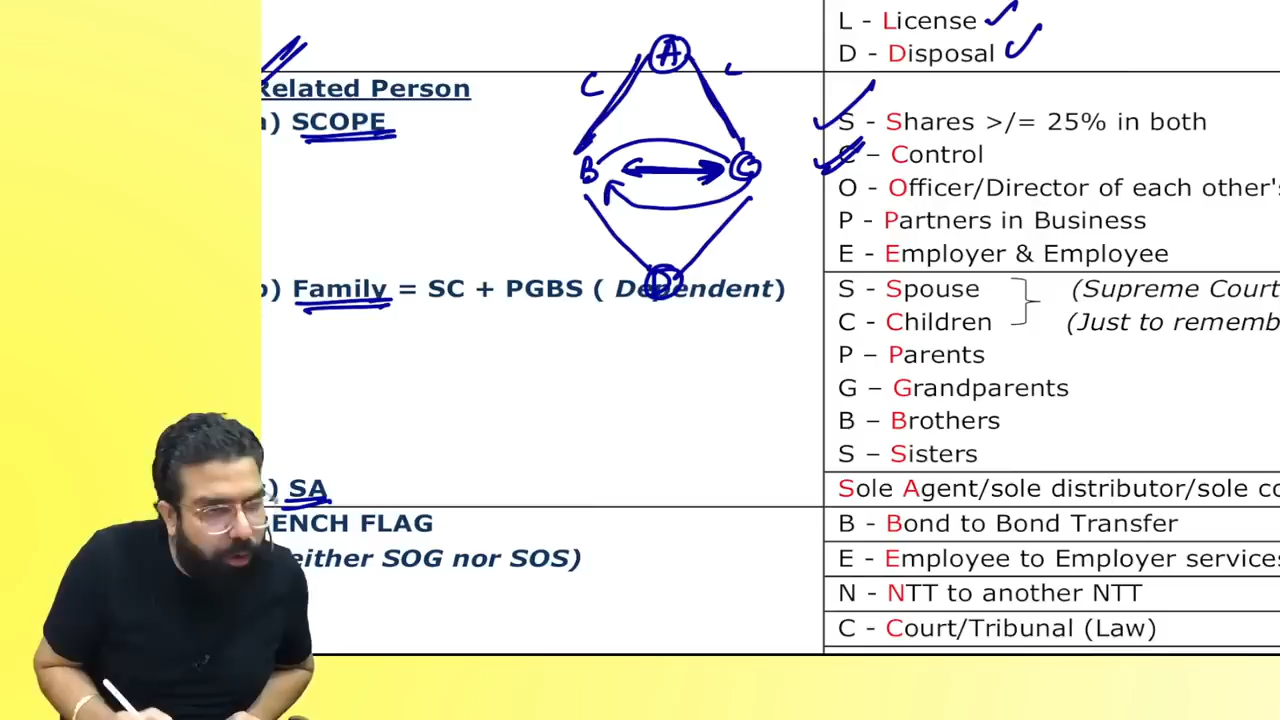 L - License
D - Disposal
Related Person
a) SCOPE
S - Shares >/= 25% in both
C – Control
O - Officer/Director of each other's
P - Partners in Business
E - Employer & Employee
b) Family = SC + PGBS ( Dependent)
S - Spouse (Supreme Court
C - Children (Just to rememb
P – Parents
G – Grandparents
B – Brothers
S – Sisters
SA
Sole Agent/sole distributor/sole co
ENCH FLAG
either SOG nor SOS)
B - Bond to Bond Transfer
E - Employee to Employer services
N - NTT to another NTT
C - Court/Tribunal (Law)
A
C
B
C
D